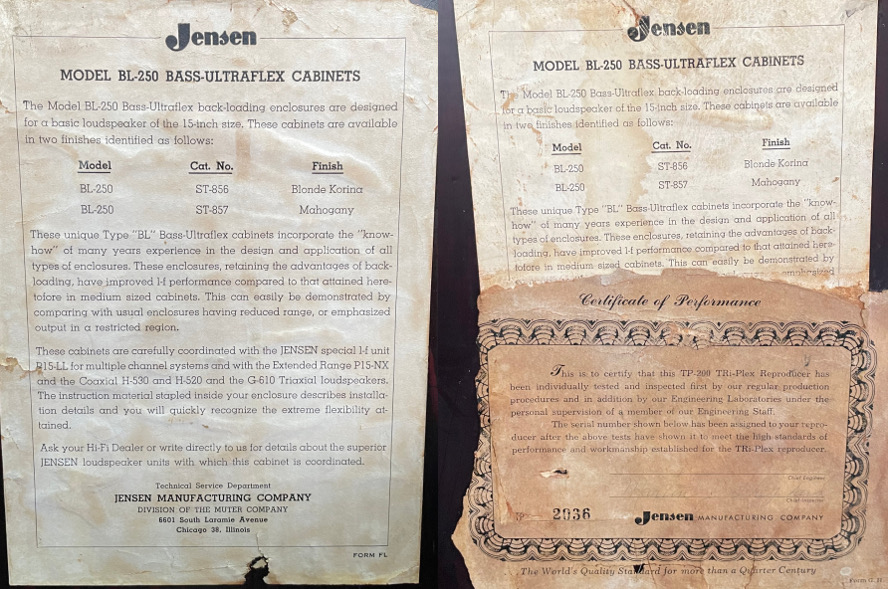 Jensen
MODEL BL-250 BASS-ULTRAFLEX CABINETS
The Model BL-250 Bass-Ultraflex back-loading enclosures are designed
for a basic loudspeaker of the 15-inch size. These cabinets are available
in two finishes identified as follows:
Model Cat. No. Finish
BL-250 ST-856 Blonde Korina
BL-250 ST-857 Mahogany
These unique Type "BL" Bass-Ultraflex cabinets incorporate the "know-
how" of many years experience in the design and application of all
types of enclosures. These enclosures, retaining the advantages of back-
loading, have improved l-f performance compared to that attained here-
tofore in medium sized cabinets. This can easily be demonstrated by
comparing with usual enclosures having reduced range, or emphasized
output in a restricted region.
These cabinets are carefully coordinated with the JENSEN special l-f unit
P15-LL for multiple channel systems and with the Extended Range P15-NX
and the Coaxial H-530 and H-520 and the G-610 Triaxial loudspeakers.
The instruction material stapled inside your enclosure describes installa-
tion details and you will quickly recognize the extreme flexibility at-
tained.
Ask your Hi-Fi Dealer or write directly to us for details about the superior
JENSEN loudspeaker units with which this cabinet is coordinated.
Technical Service Department
JENSEN MANUFACTURING COMPANY
DIVISION OF THE MUTER COMPANY
6601 South Laramie Avenue
Chicago 38, Illinois
FORM FL
Jensen
MODEL BL-250 BASS-ULTRAFLEX CABINETS
The Model BL-250 Bass-Ultraflex back-loading enclosures are designed
for a basic loudspeaker of the 15-inch size. These cabinets are available
in two finishes identified as follows:
Model Cat. No. Finish
BL-250 ST-856 Blonde Korina
BL-250 ST-857 Mahogany
These unique Type "BL" Bass-Ultraflex cabinets incorporate the "know-
how" of many years experience in the design and application of all
types of enclosures. These enclosures, retaining the advantages of back-
loading, have improved l-f performance compared to that attained here-
tofore in medium sized cabinets. This can easily be demonstrated by
emphasized
Certificate of Performance
This is to certify that this TP-200 TRi-Plex Reproducer has
been individually tested and inspected first by our regular production
procedures and in addition by our Engineering Laboratories under the
personal supervision of a member of our Engineering Staff.
The serial number shown below has been assigned to your repro-
ducer after the above tests have shown it to meet the high standards of
performance and workmanship established for the TRi-Plex reproducer.
Chief Engineer
Chief Inspector
No. 2036 Jensen MANUFACTURING COMPANY
The World's Quality Standard for more than a Quarter Century